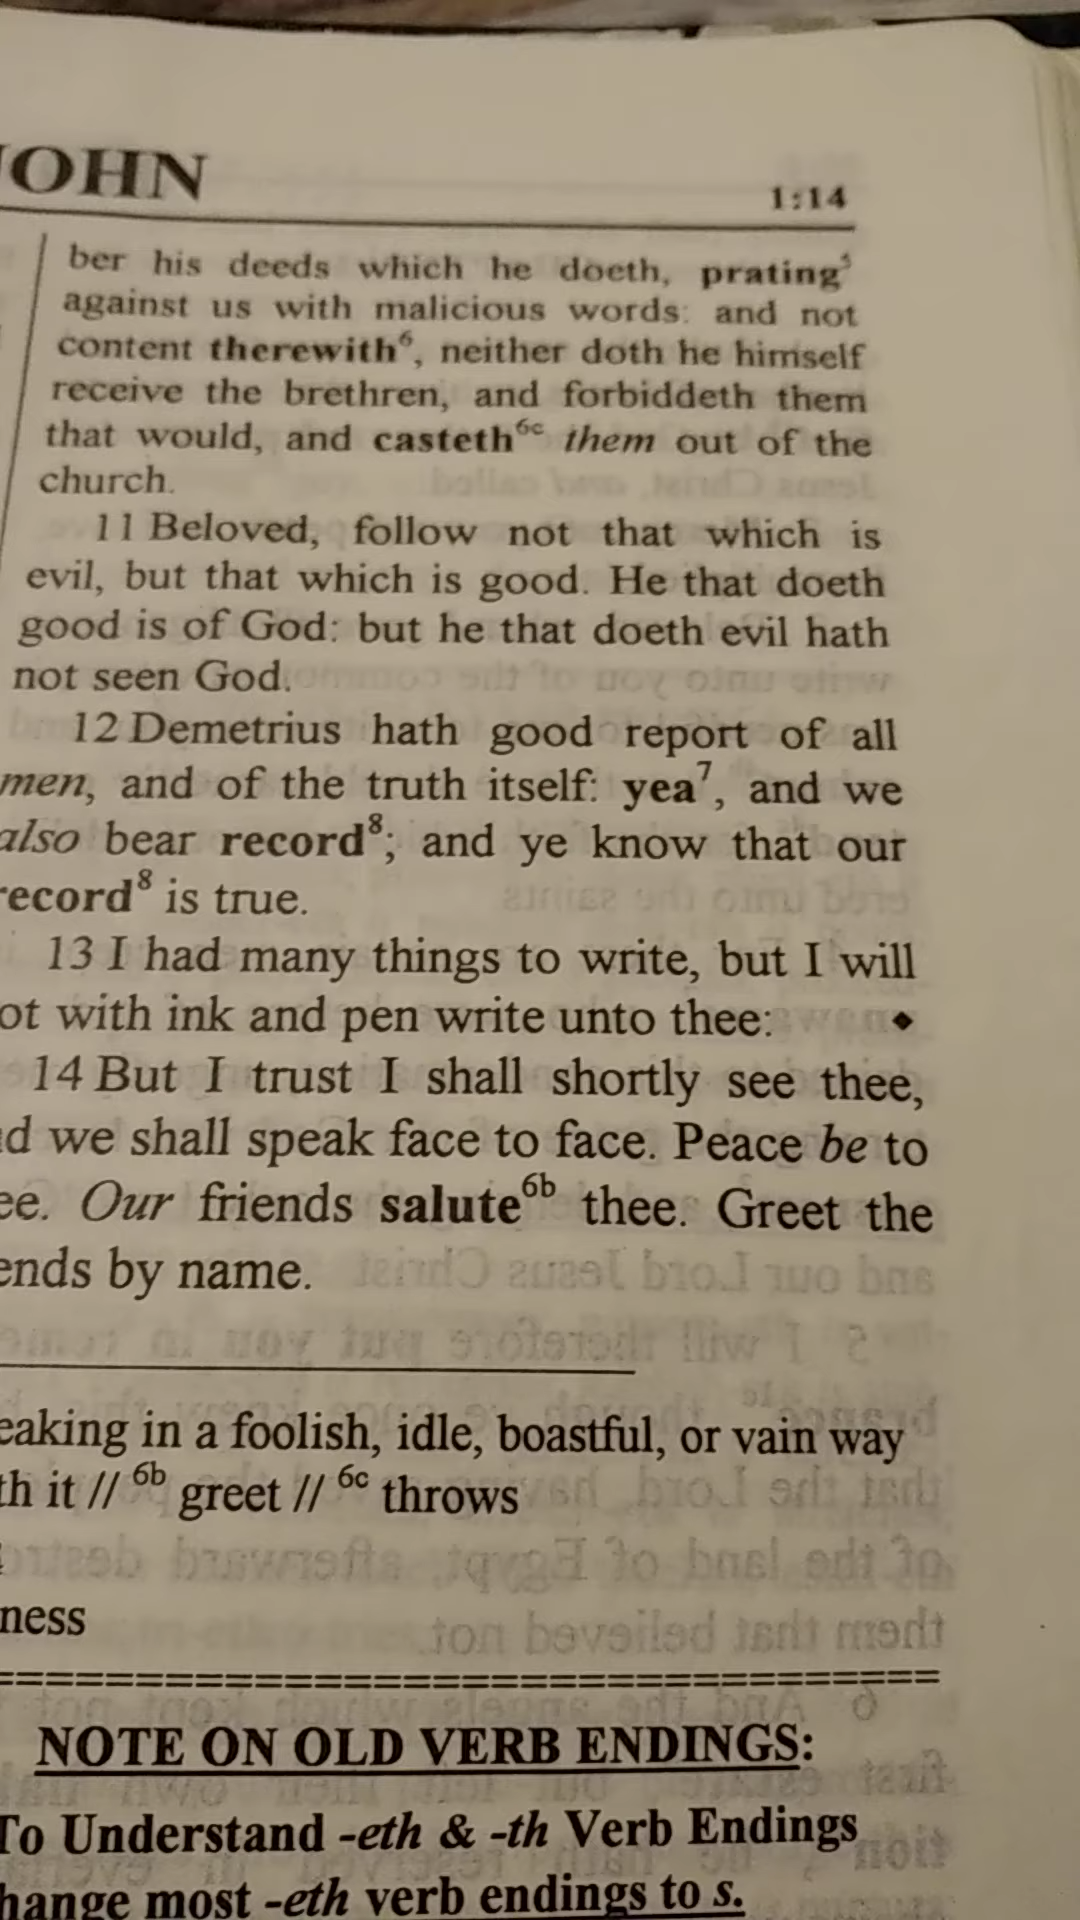 JOHN
1:14
ber his deeds which he doeth, prating⁵
against us with malicious words: and not
content therewith⁶, neither doth he himself
receive the brethren, and forbiddeth them
that would, and casteth⁶ᶜ them out of the
church.
11 Beloved, follow not that which is
evil, but that which is good. He that doeth
good is of God: but he that doeth evil hath
not seen God.
12 Demetrius hath good report of all
men, and of the truth itself: yea⁷, and we
also bear record⁸; and ye know that our
record⁸ is true.
13 I had many things to write, but I will
ot with ink and pen write unto thee: ◆
14 But I trust I shall shortly see thee,
d we shall speak face to face. Peace be to
ee. Our friends salute⁶ᵇ thee. Greet the
ends by name.
eaking in a foolish, idle, boastful, or vain way
th it // ⁶ᵇ greet // ⁶ᶜ throws
ness
NOTE ON OLD VERB ENDINGS:
To Understand -eth & -th Verb Endings
hange most -eth verb endings to s.